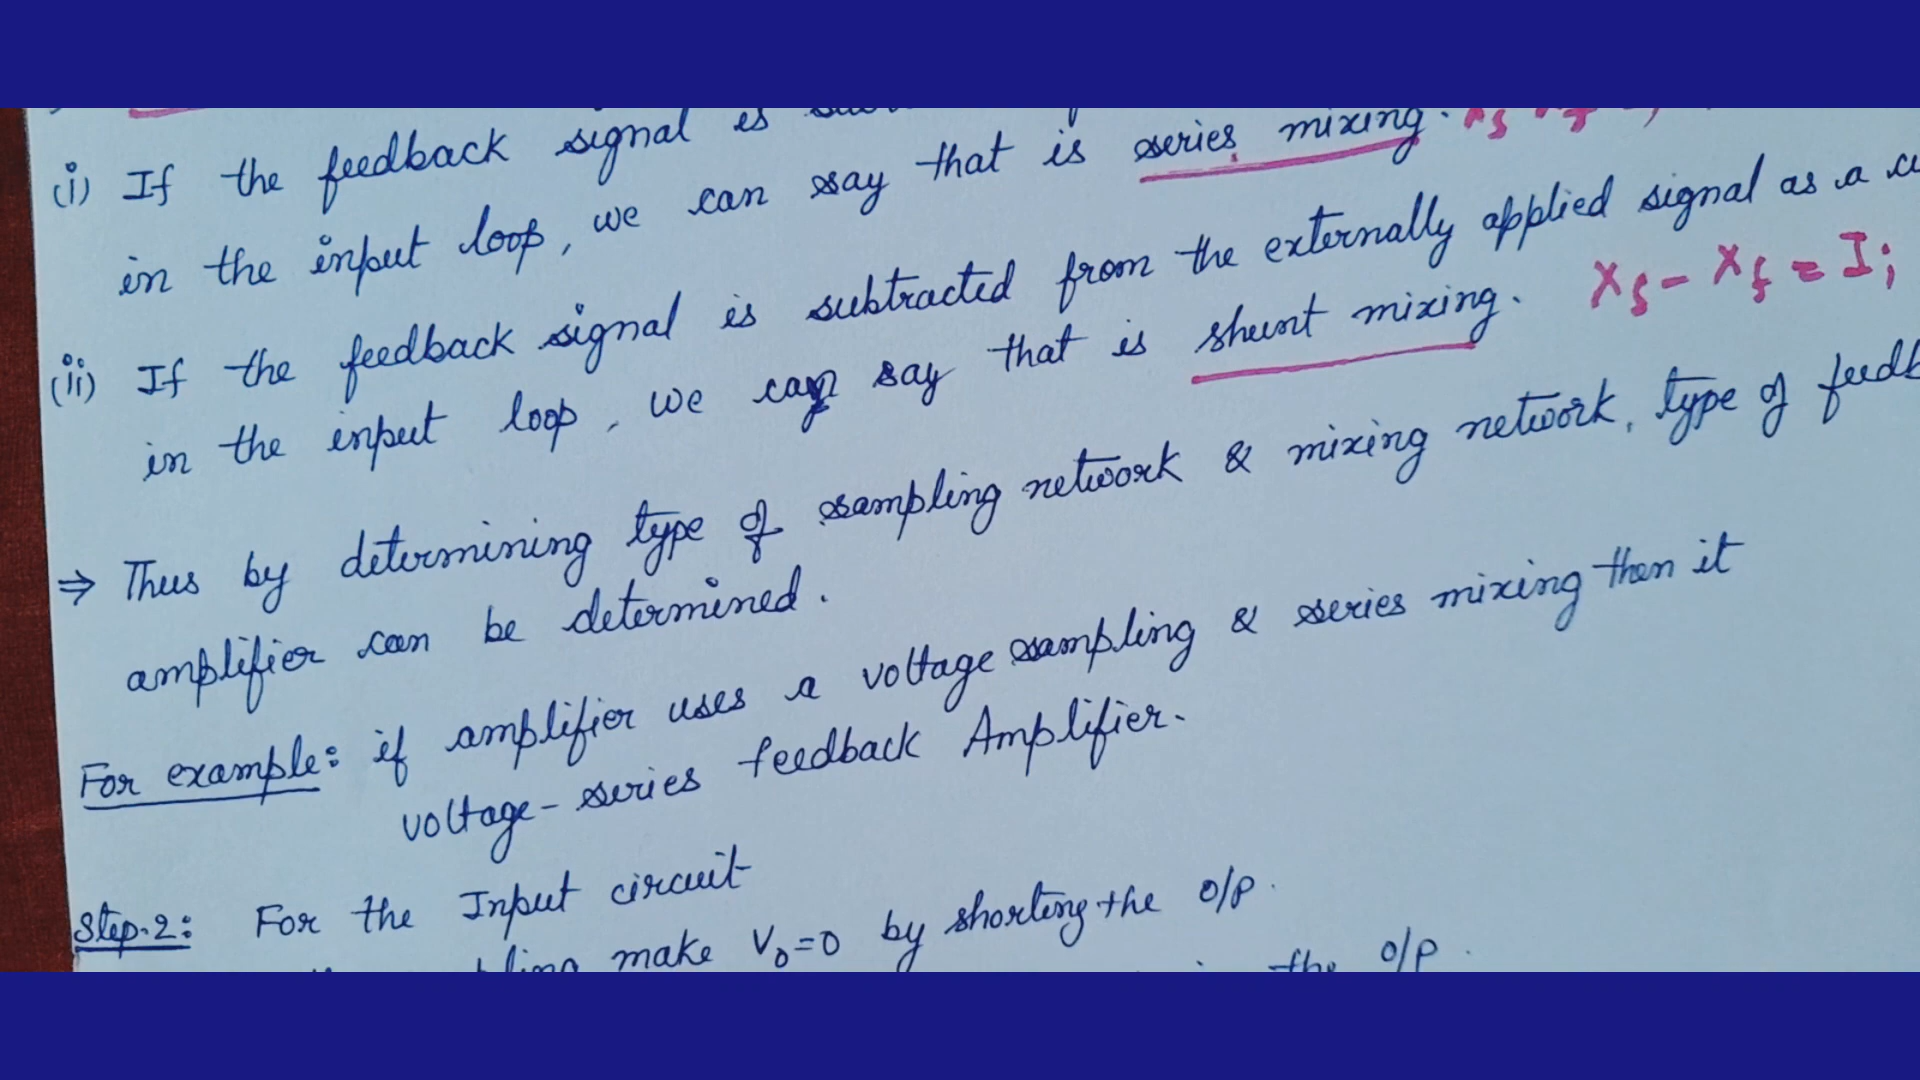 (i) If the feedback signal is
in the input loop, we can say that is series mixing.
(ii) If the feedback signal is subtracted from the externally applied signal as a
in the input loop, we can say that is shunt mixing. Xs - Xf = Ii
⇒ Thus by determining type of sampling network & mixing network, type of feedb
amplifier can be determined.
For example: if amplifier uses a voltage sampling & series mixing then it
voltage-series feedback Amplifier.
Step.2: For the Input circuit
make V₀=0 by shorting the o/p.
the o/p.